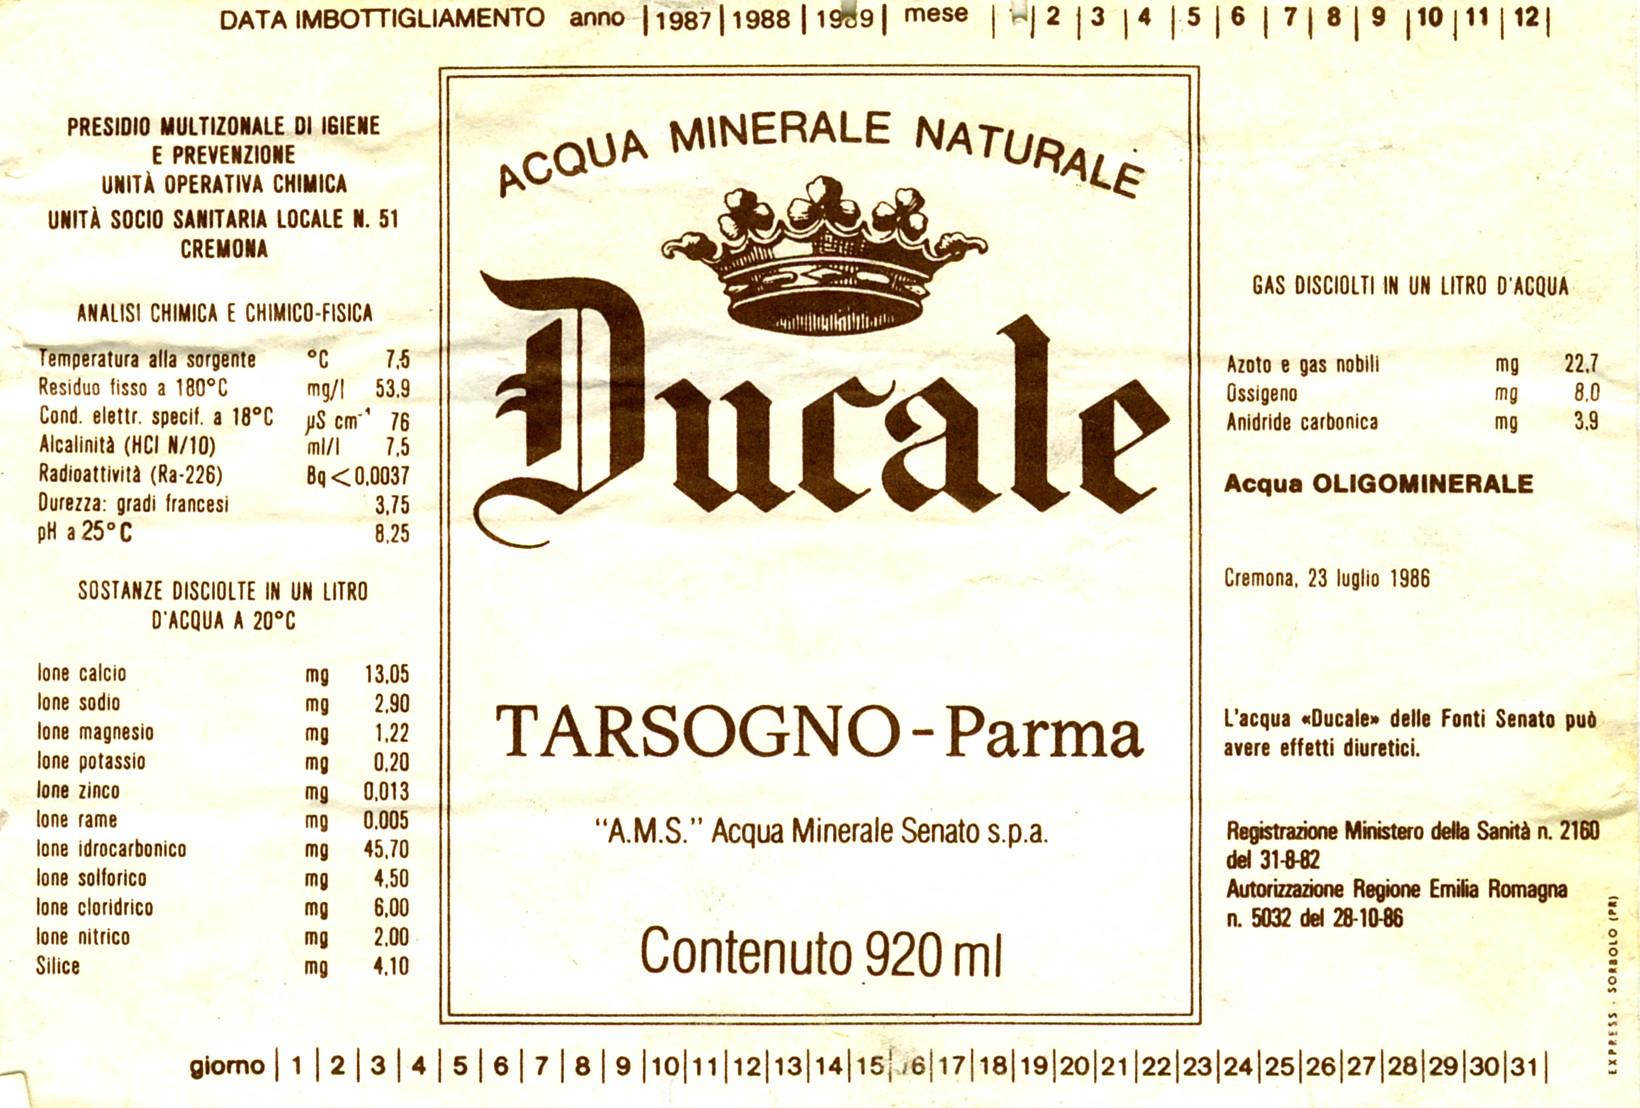 DATA IMBOTTIGLIAMENTO anno | 1987 | 1988 | 1989 | mese | | 2 | 3 | 4 | 5 | 6 | 7 | 8 | 9 | 10 | 11 | 12 |
PRESIDIO MULTIZONALE DI IGIENE
E PREVENZIONE
UNITÀ OPERATIVA CHIMICA
UNITÀ SOCIO SANITARIA LOCALE N. 51
CREMONA
ANALISI CHIMICA E CHIMICO-FISICA
Temperatura alla sorgente °C 7,5
Residuo fisso a 180°C mg/l 53,9
Cond. elettr. specif. a 18°C µS cm⁻¹ 76
Alcalinità (HCl N/10) ml/l 7,5
Radioattività (Ra-226) Bq < 0,0037
Durezza: gradi francesi 3,75
pH a 25°C 8,25
SOSTANZE DISCIOLTE IN UN LITRO
D'ACQUA A 20°C
Ione calcio mg 13,05
Ione sodio mg 2,90
Ione magnesio mg 1,22
Ione potassio mg 0,20
Ione zinco mg 0,013
Ione rame mg 0,005
Ione idrocarbonico mg 45,70
Ione solforico mg 4,50
Ione cloridrico mg 6,00
Ione nitrico mg 2,00
Silice mg 4,10
ACQUA MINERALE NATURALE
Ducale
TARSOGNO - Parma
"A.M.S." Acqua Minerale Senato s.p.a.
Contenuto 920 ml
GAS DISCIOLTI IN UN LITRO D'ACQUA
Azoto e gas nobili mg 22,7
Ossigeno mg 8,0
Anidride carbonica mg 3,9
Acqua OLIGOMINERALE
Cremona, 23 luglio 1986
L'acqua «Ducale» delle Fonti Senato può
avere effetti diuretici.
Registrazione Ministero della Sanità n. 2160
del 31-8-82
Autorizzazione Regione Emilia Romagna
n. 5032 del 28-10-86
EXPRESS - SORBOLO (PR)
giorno | 1 | 2 | 3 | 4 | 5 | 6 | 7 | 8 | 9 | 10 | 11 | 12 | 13 | 14 | 15 | 16 | 17 | 18 | 19 | 20 | 21 | 22 | 23 | 24 | 25 | 26 | 27 | 28 | 29 | 30 | 31 |